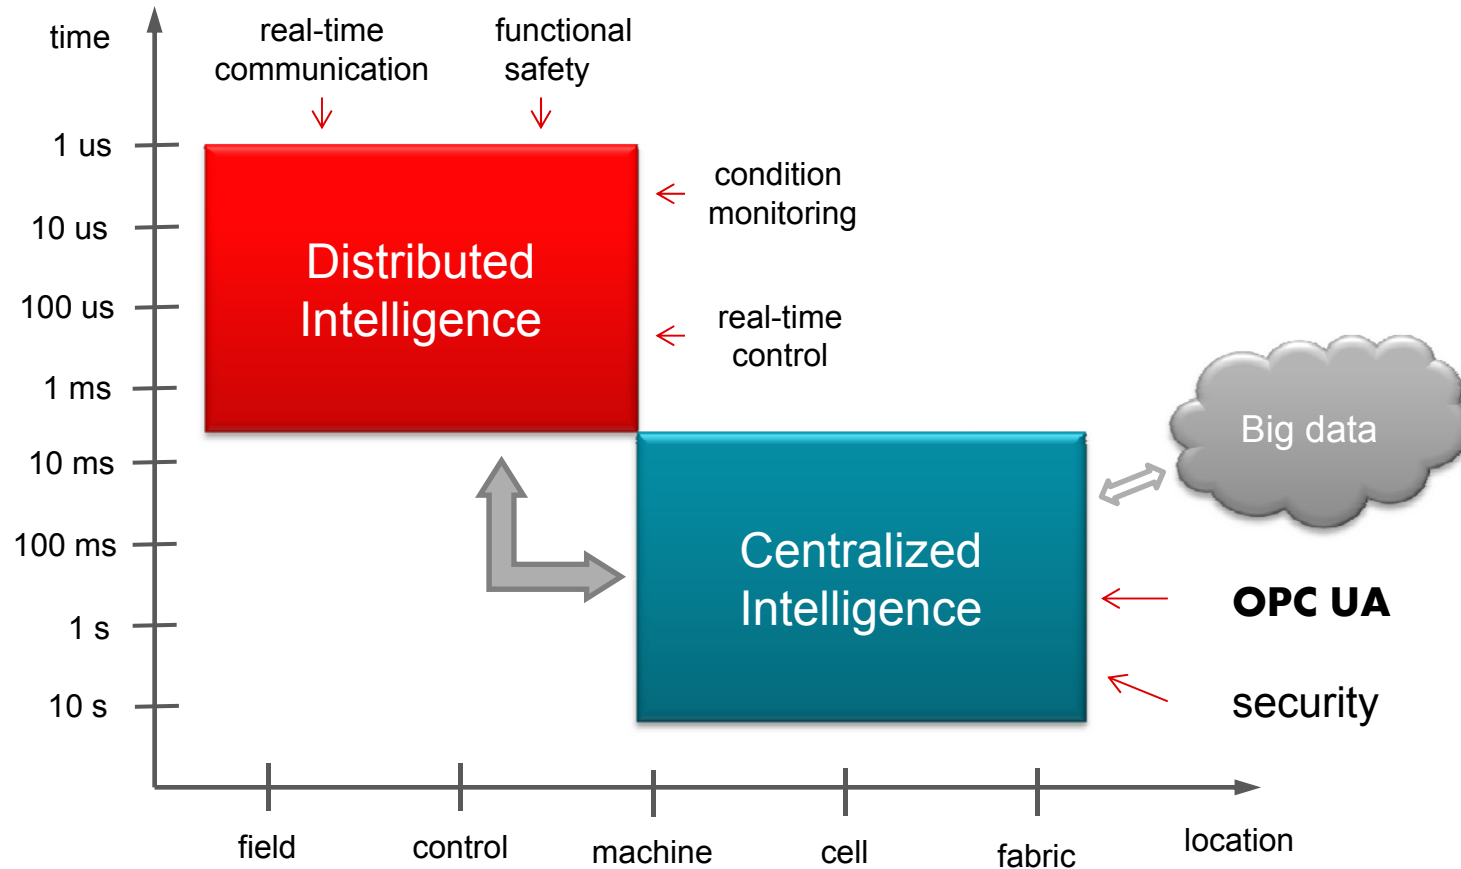 time
real-time
communication
functional
safety
1 us
10 us
100 us
1 ms
10 ms
100 ms
1 s
10 s
Distributed
Intelligence
condition
monitoring
real-time
control
Big data
Centralized
Intelligence
OPC UA
security
field
control
machine
cell
fabric
location